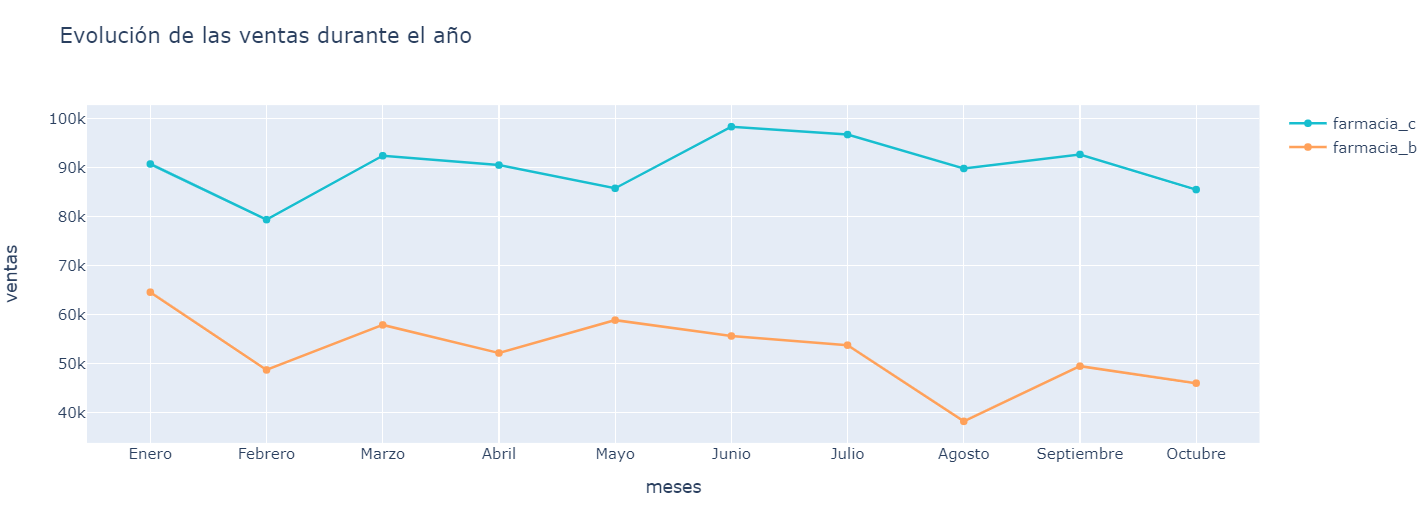 Evolución de las ventas durante el año
100k
90k
80k
70k
60k
50k
40k
ventas
Enero Febrero Marzo Abril Mayo Junio Julio Agosto Septiembre Octubre
meses
farmacia_c
farmacia_b